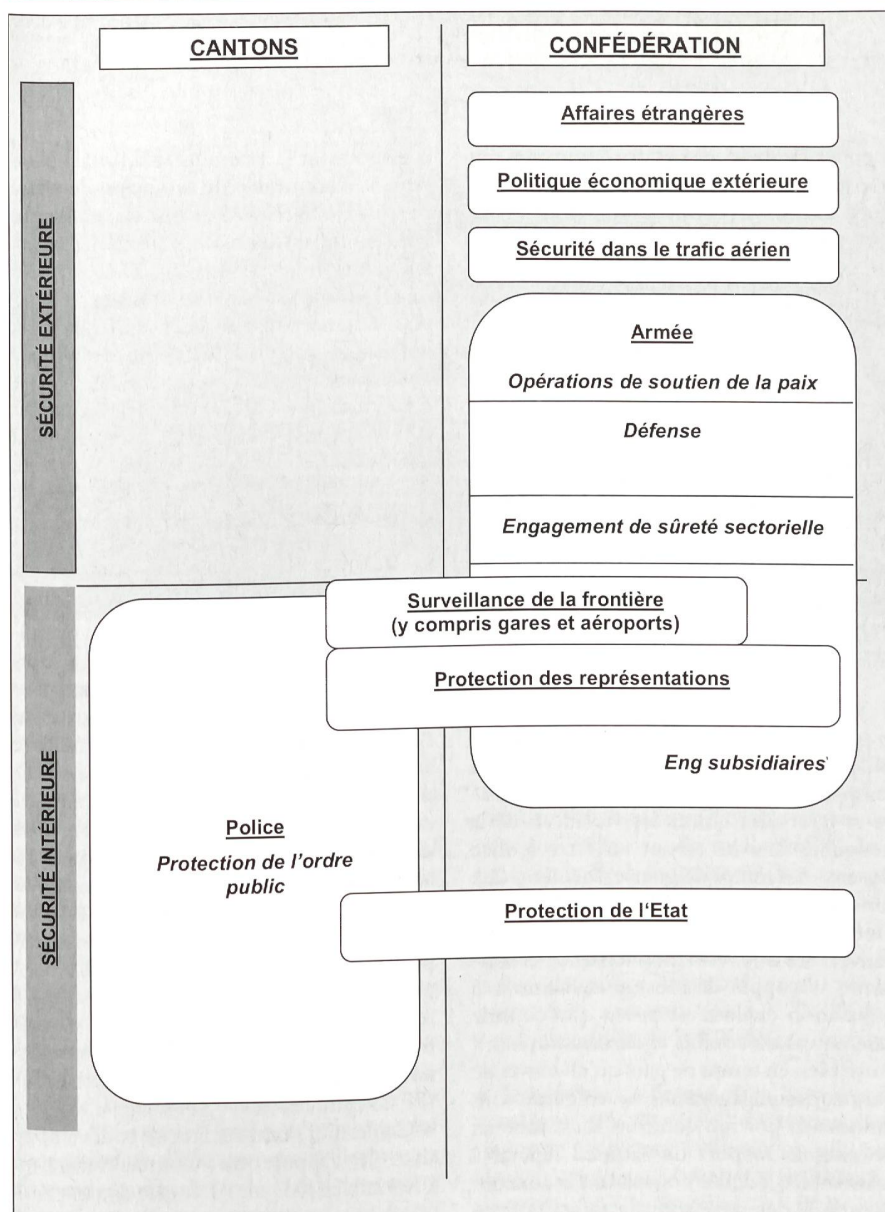 CANTONS
CONFÉDÉRATION
SÉCURITÉ EXTÉRIEURE
Affaires étrangères
Politique économique extérieure
Sécurité dans le trafic aérien
Armée
Opérations de soutien de la paix
Défense
Engagement de sûreté sectorielle
SÉCURITÉ INTÉRIEURE
Surveillance de la frontière
(y compris gares et aéroports)
Protection des représentations
Eng subsidiaires
Police
Protection de l'ordre
public
Protection de l'Etat